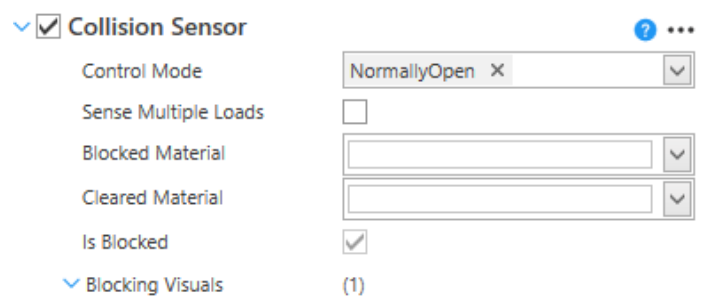 Collision Sensor ? •••
Control Mode NormallyOpen ×
Sense Multiple Loads
Blocked Material
Cleared Material
Is Blocked
Blocking Visuals (1)